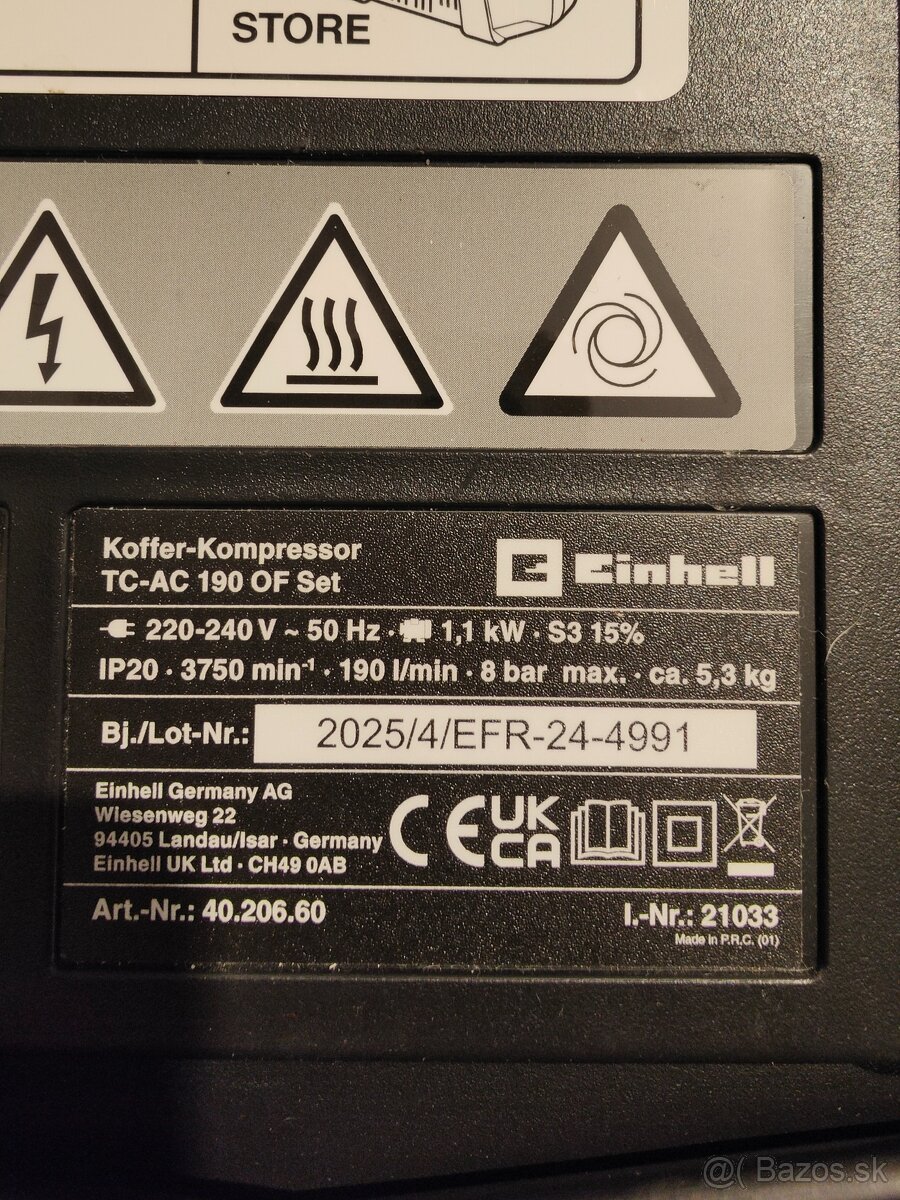 STORE
Koffer-Kompressor
TC-AC 190 OF Set
Einhell
220-240 V ~ 50 Hz · 1,1 kW · S3 15%
IP20 · 3750 min⁻¹ · 190 l/min · 8 bar max. · ca. 5,3 kg
Bj./Lot-Nr.: 2025/4/EFR-24-4991
Einhell Germany AG
Wiesenweg 22
94405 Landau/Isar · Germany
Einhell UK Ltd · CH49 0AB
CE UK
CA
Art.-Nr.: 40.206.60
I.-Nr.: 21033
Made in P.R.C. (01)
@( Bazos.sk